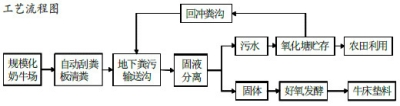 工艺流程图
回冲粪沟
规模化
奶牛场
自动刮粪
板清粪
地下粪污
输送沟
固液
分离
污水
氧化塘贮存
农田利用
固体
好氧发酵
牛床垫料